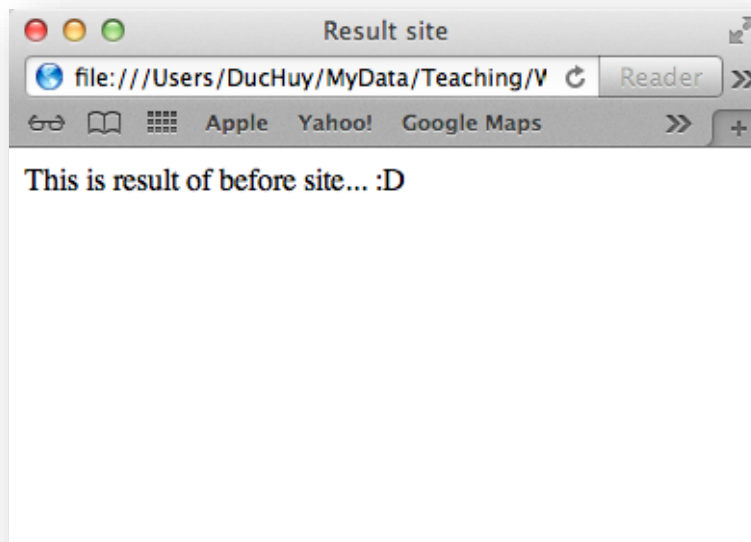 Result site
file:///Users/DucHuy/MyData/Teaching/W
Reader
Apple Yahoo! Google Maps
This is result of before site... :D